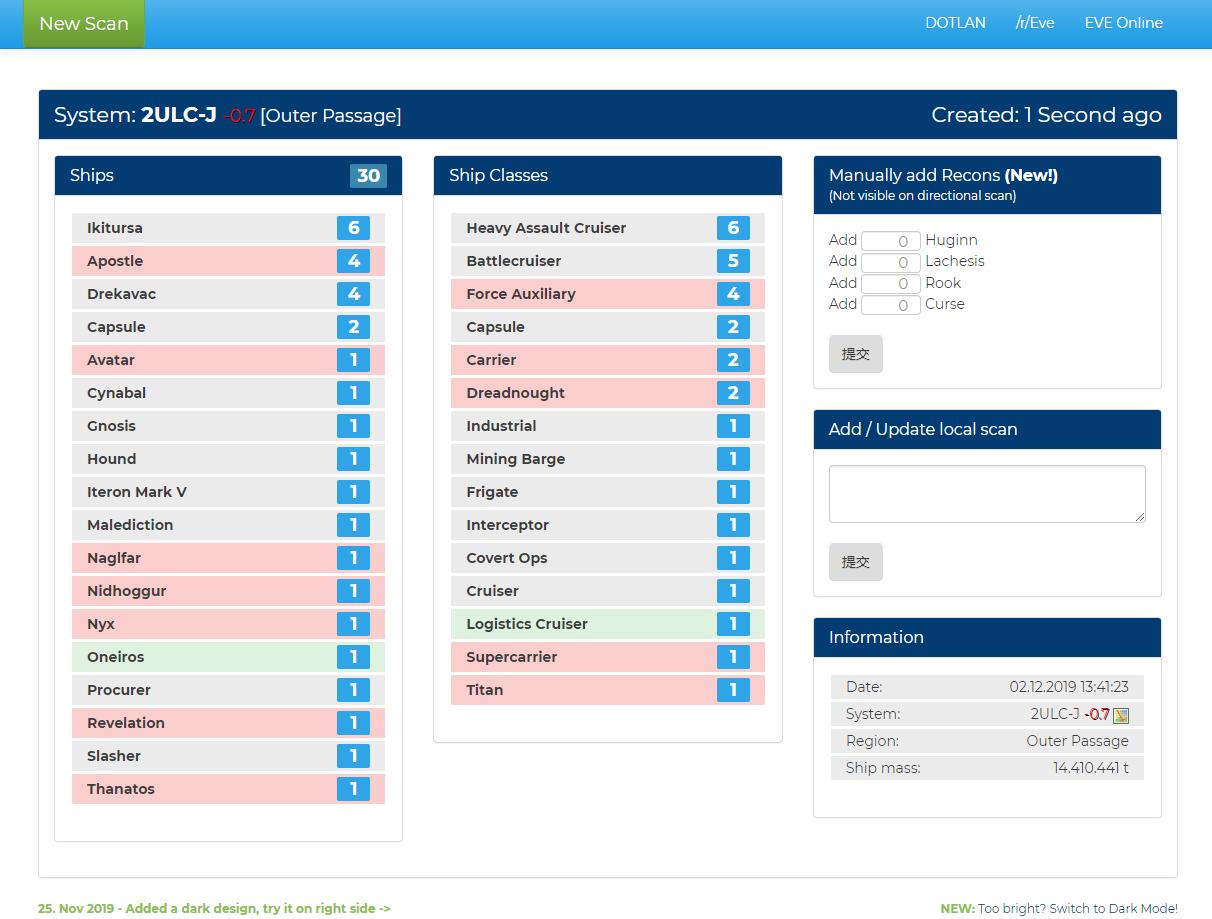 New Scan
DOTLAN /r/Eve EVE Online
System: 2ULC-J -0.7 [Outer Passage] Created: 1 Second ago
Ships 30
Ikitursa 6
Apostle 4
Drekavac 4
Capsule 2
Avatar 1
Cynabal 1
Gnosis 1
Hound 1
Iteron Mark V 1
Malediction 1
Naglfar 1
Nidhoggur 1
Nyx 1
Oneiros 1
Procurer 1
Revelation 1
Slasher 1
Thanatos 1
Ship Classes
Heavy Assault Cruiser 6
Battlecruiser 5
Force Auxiliary 4
Capsule 2
Carrier 2
Dreadnought 2
Industrial 1
Mining Barge 1
Frigate 1
Interceptor 1
Covert Ops 1
Cruiser 1
Logistics Cruiser 1
Supercarrier 1
Titan 1
Manually add Recons (New!)
(Not visible on directional scan)
Add 0 Huginn
Add 0 Lachesis
Add 0 Rook
Add 0 Curse
提交
Add / Update local scan
提交
Information
Date: 02.12.2019 13:41:23
System: 2ULC-J -0.7
Region: Outer Passage
Ship mass: 14.410.441 t
25. Nov 2019 - Added a dark design, try it on right side ->
NEW: Too bright? Switch to Dark Mode!